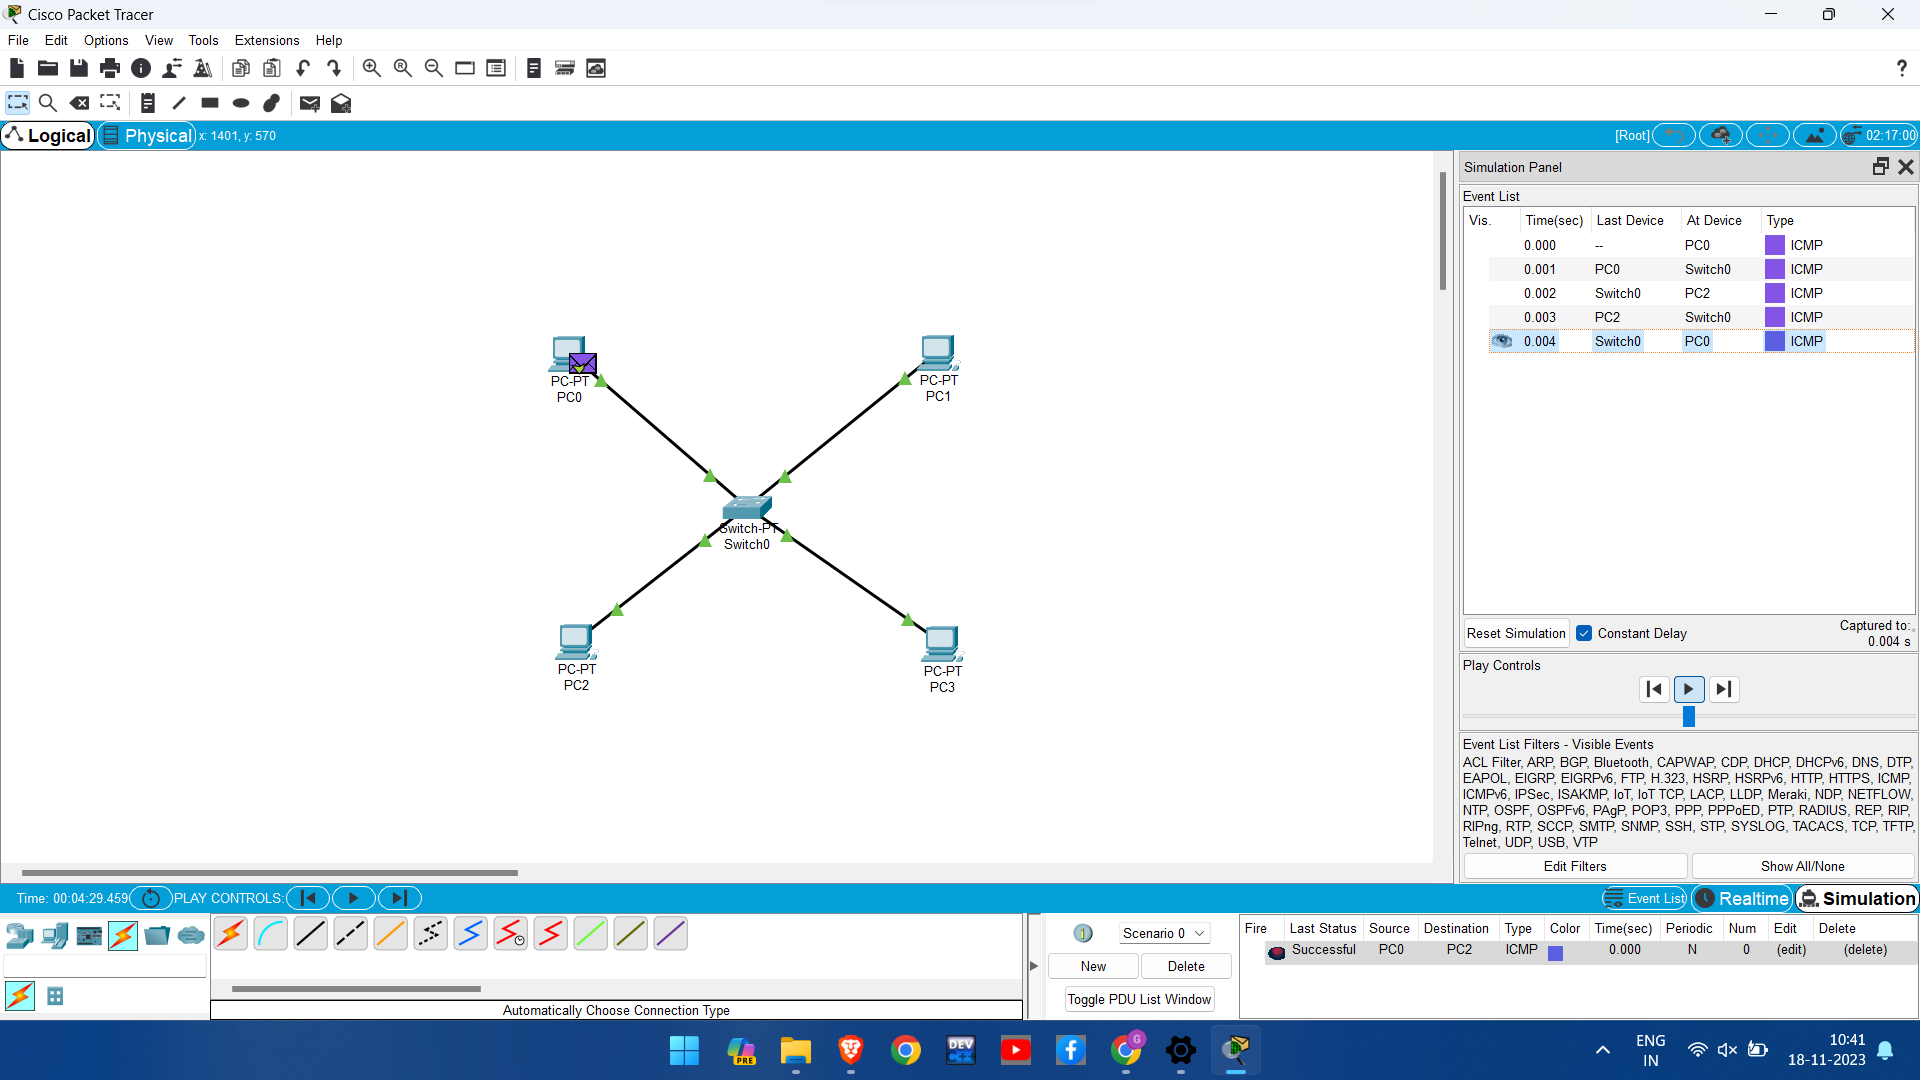 Cisco Packet Tracer
File Edit Options View Tools Extensions Help
?
Logical Physical x: 1401, y: 570 [Root] 02:17:00
Simulation Panel
Event List
Vis. Time(sec) Last Device At Device Type
0.000 -- PC0 ICMP
0.001 PC0 Switch0 ICMP
0.002 Switch0 PC2 ICMP
0.003 PC2 Switch0 ICMP
0.004 Switch0 PC0 ICMP
PC-PT
PC0
PC-PT
PC1
Switch-PT
Switch0
PC-PT
PC2
PC-PT
PC3
Reset Simulation Constant Delay Captured to:
0.004 s
Play Controls
Event List Filters - Visible Events
ACL Filter, ARP, BGP, Bluetooth, CAPWAP, CDP, DHCP, DHCPv6, DNS, DTP,
EAPOL, EIGRP, EIGRPv6, FTP, H.323, HSRP, HSRPv6, HTTP, HTTPS, ICMP,
ICMPv6, IPSec, ISAKMP, IoT, IoT TCP, LACP, LLDP, Meraki, NDP, NETFLOW,
NTP, OSPF, OSPFv6, PAgP, POP3, PPP, PPPoED, PTP, RADIUS, REP, RIP,
RIPng, RTP, SCCP, SMTP, SNMP, SSH, STP, SYSLOG, TACACS, TCP, TFTP,
Telnet, UDP, USB, VTP
Edit Filters Show All/None
Time: 00:04:29.459 PLAY CONTROLS: Event List Realtime Simulation
1 Scenario 0
New Delete
Toggle PDU List Window
Fire Last Status Source Destination Type Color Time(sec) Periodic Num Edit Delete
Successful PC0 PC2 ICMP 0.000 N 0 (edit) (delete)
Automatically Choose Connection Type
PRE
DEV
C++
G
ENG
IN
10:41
18-11-2023